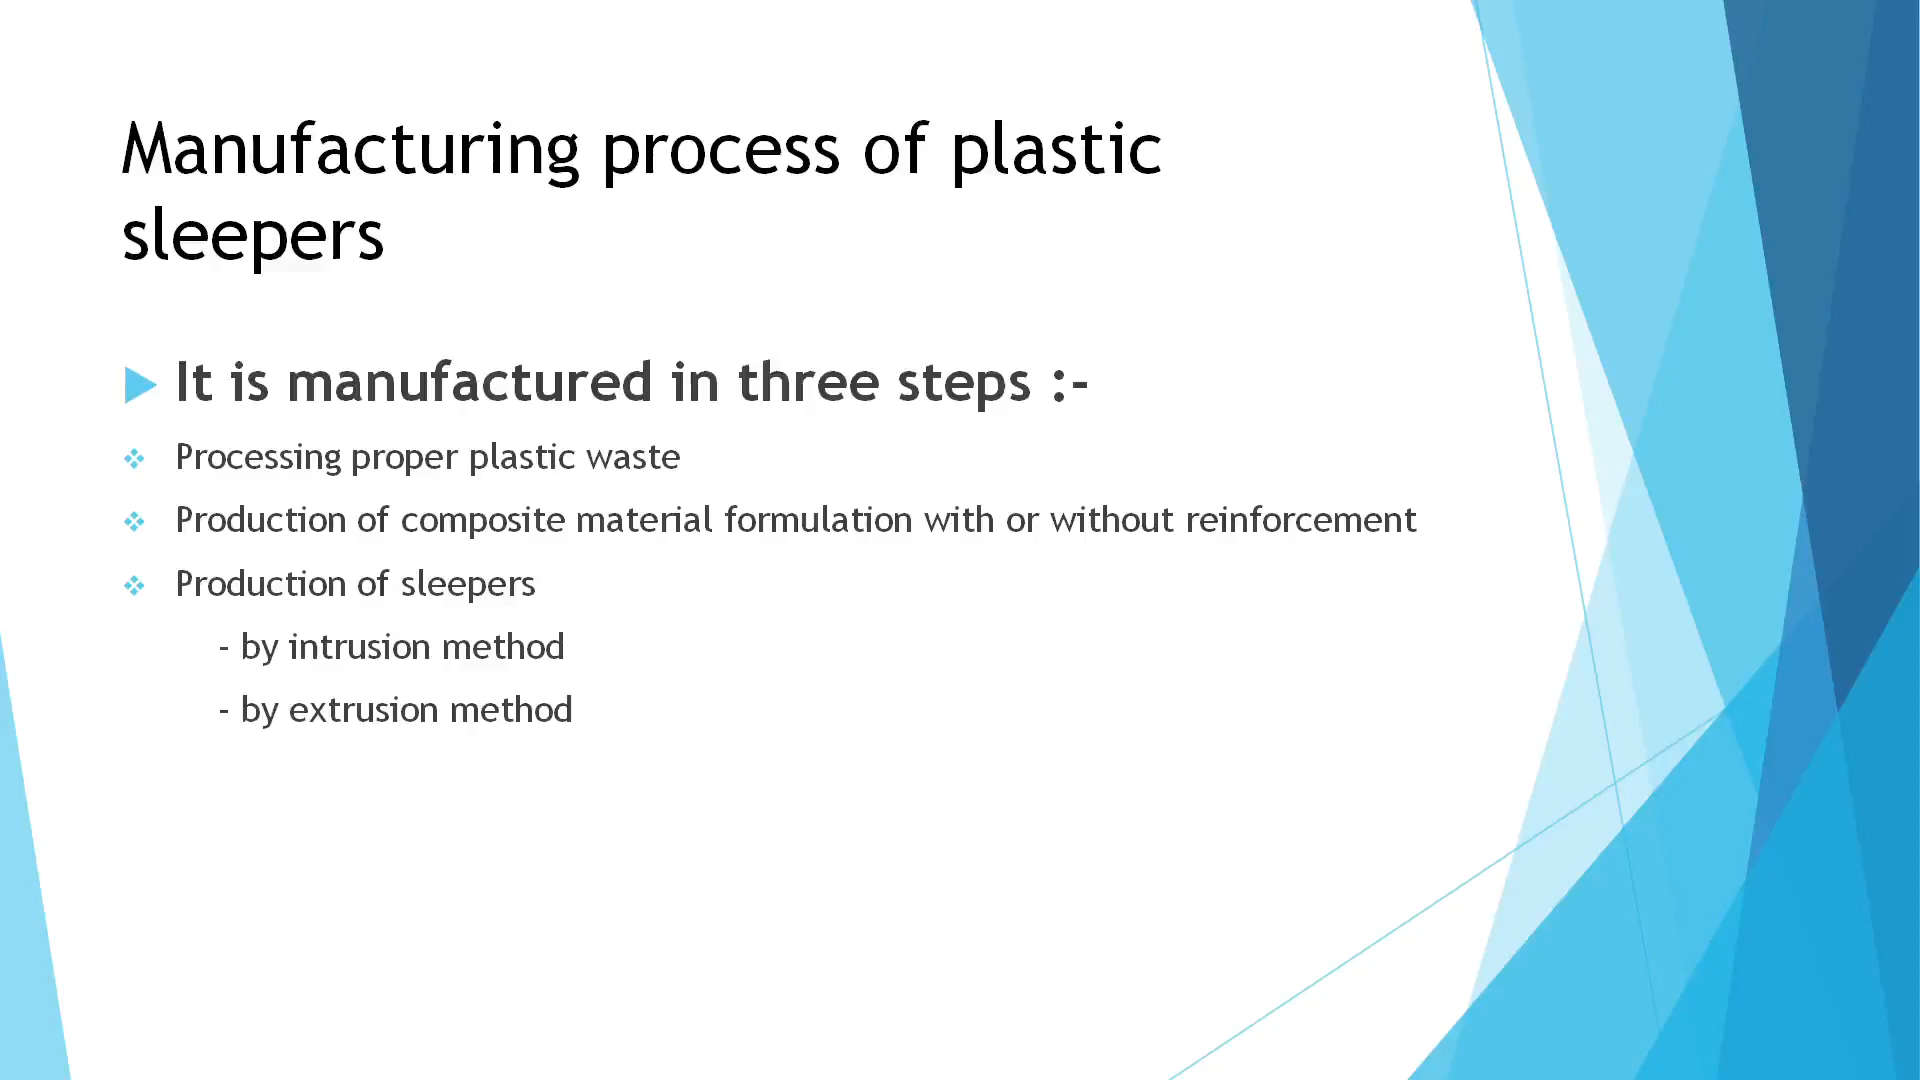 Manufacturing process of plastic
sleepers
It is manufactured in three steps :-
Processing proper plastic waste
Production of composite material formulation with or without reinforcement
Production of sleepers
- by intrusion method
- by extrusion method